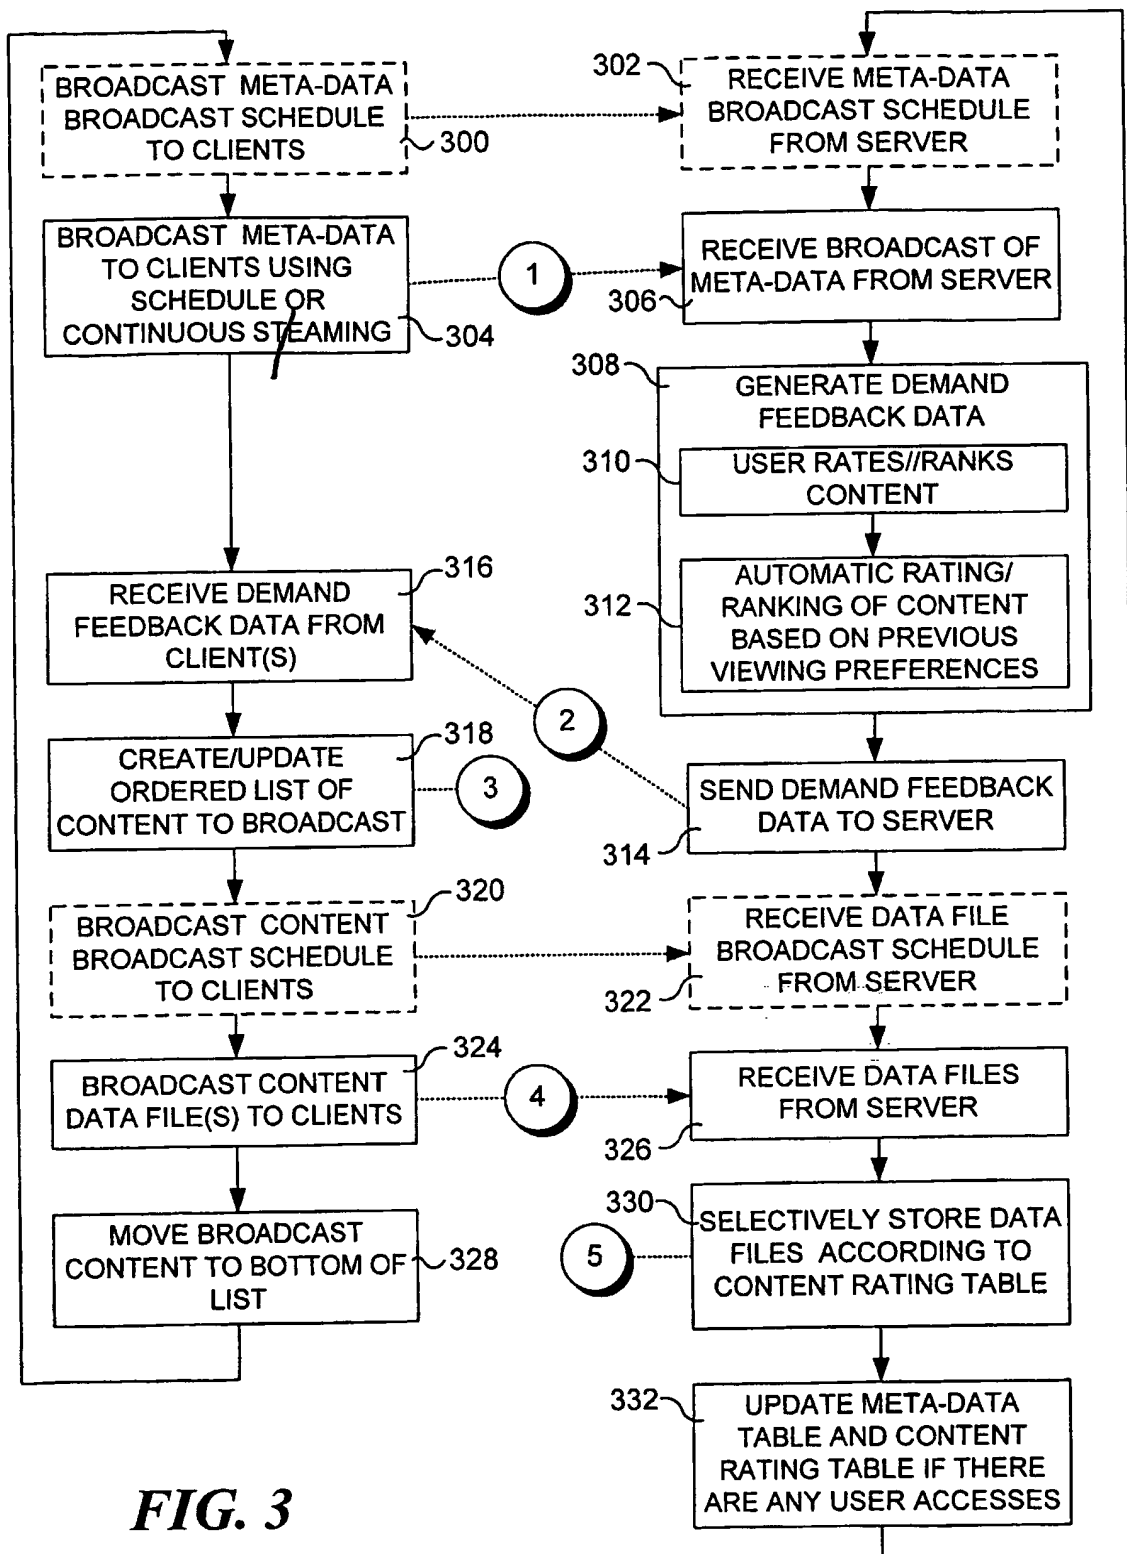 BROADCAST META-DATA
BROADCAST SCHEDULE
TO CLIENTS
300
302
RECEIVE META-DATA
BROADCAST SCHEDULE
FROM SERVER
BROADCAST META-DATA
TO CLIENTS USING
SCHEDULE OR
CONTINUOUS STEAMING
304
1
RECEIVE BROADCAST OF
META-DATA FROM SERVER
306
308
GENERATE DEMAND
FEEDBACK DATA
310
USER RATES//RANKS
CONTENT
312
AUTOMATIC RATING/
RANKING OF CONTENT
BASED ON PREVIOUS
VIEWING PREFERENCES
316
RECEIVE DEMAND
FEEDBACK DATA FROM
CLIENT(S)
2
318
CREATE/UPDATE
ORDERED LIST OF
CONTENT TO BROADCAST
3
SEND DEMAND FEEDBACK
DATA TO SERVER
314
320
BROADCAST CONTENT
BROADCAST SCHEDULE
TO CLIENTS
RECEIVE DATA FILE
BROADCAST SCHEDULE
FROM SERVER
322
324
BROADCAST CONTENT
DATA FILE(S) TO CLIENTS
4
RECEIVE DATA FILES
FROM SERVER
326
MOVE BROADCAST
CONTENT TO BOTTOM OF
LIST
328
330
5
SELECTIVELY STORE DATA
FILES ACCORDING TO
CONTENT RATING TABLE
332
UPDATE META-DATA
TABLE AND CONTENT
RATING TABLE IF THERE
ARE ANY USER ACCESSES
FIG. 3